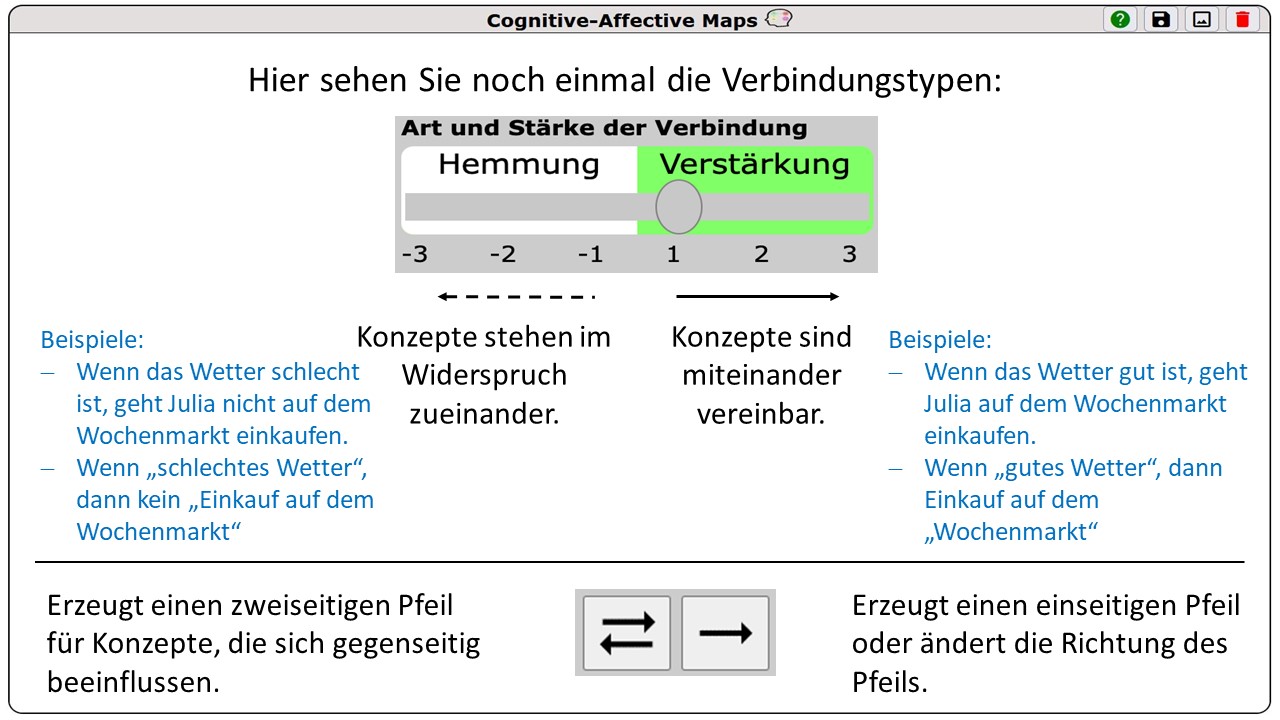 Cognitive-Affective Maps
Hier sehen Sie noch einmal die Verbindungstypen:
Art und Stärke der Verbindung
Hemmung Verstärkung
-3 -2 -1 1 2 3
Konzepte stehen im
Widerspruch
zueinander.
Konzepte sind
miteinander
vereinbar.
Beispiele:
– Wenn das Wetter schlecht
ist, geht Julia nicht auf dem
Wochenmarkt einkaufen.
– Wenn „schlechtes Wetter“,
dann kein „Einkauf auf dem
Wochenmarkt“
Beispiele:
– Wenn das Wetter gut ist, geht
Julia auf dem Wochenmarkt
einkaufen.
– Wenn „gutes Wetter“, dann
Einkauf auf dem
„Wochenmarkt“
Erzeugt einen zweiseitigen Pfeil
für Konzepte, die sich gegenseitig
beeinflussen.
Erzeugt einen einseitigen Pfeil
oder ändert die Richtung des
Pfeils.